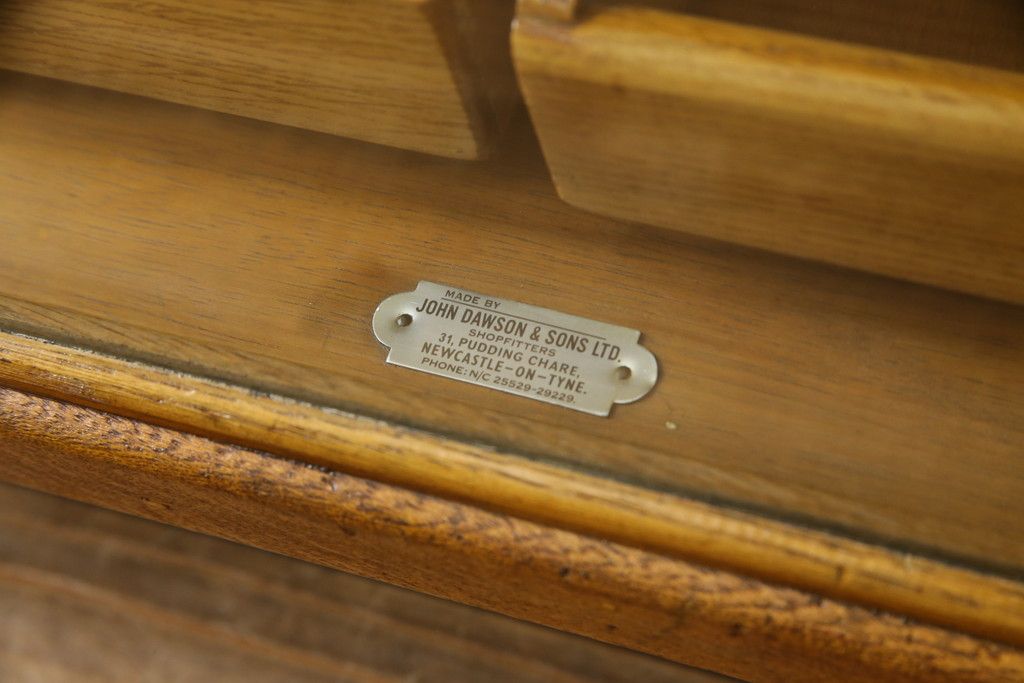 MADE BY
JOHN DAWSON & SONS LTD.
SHOPFITTERS
31, PUDDING CHARE,
NEWCASTLE-ON-TYNE.
PHONE: N/C 25529-29229.